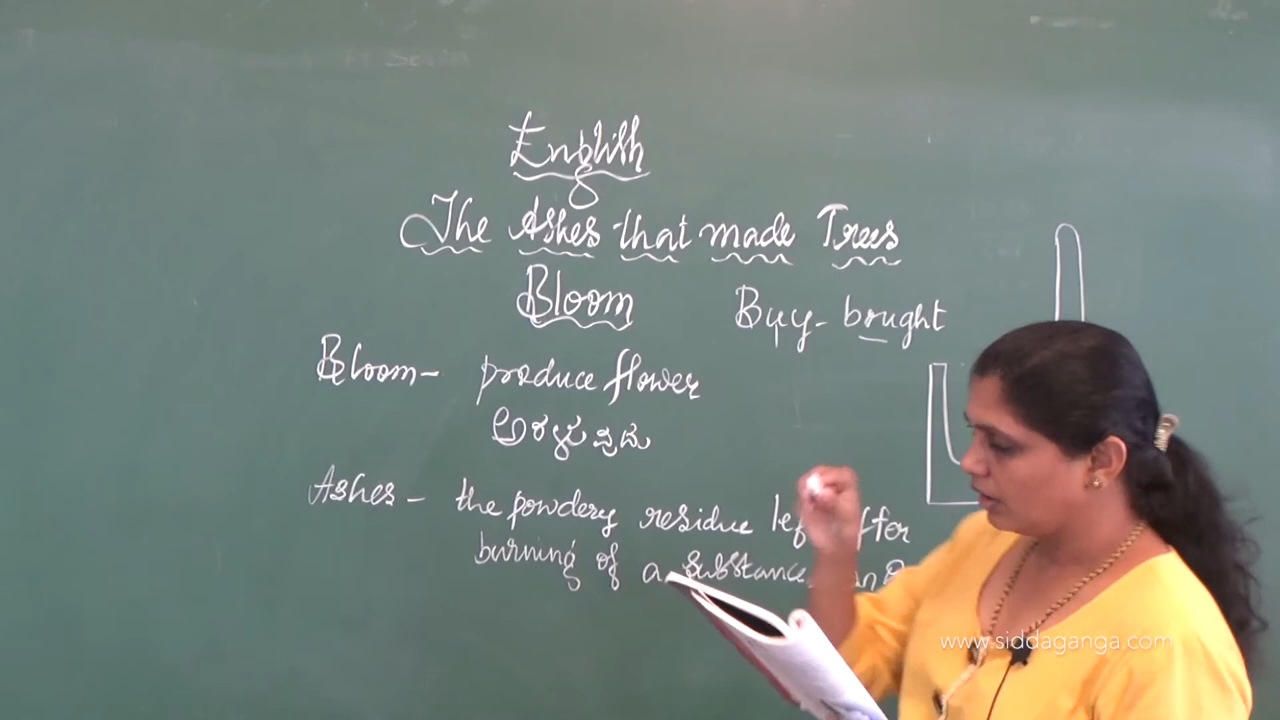 English
The Ashes that made Trees
Bloom
Buy- bought
Bloom- produce flower
ಅರಳುವುದು
Ashes- the powdery residue left after
burning of a substance
www.siddaganga.com